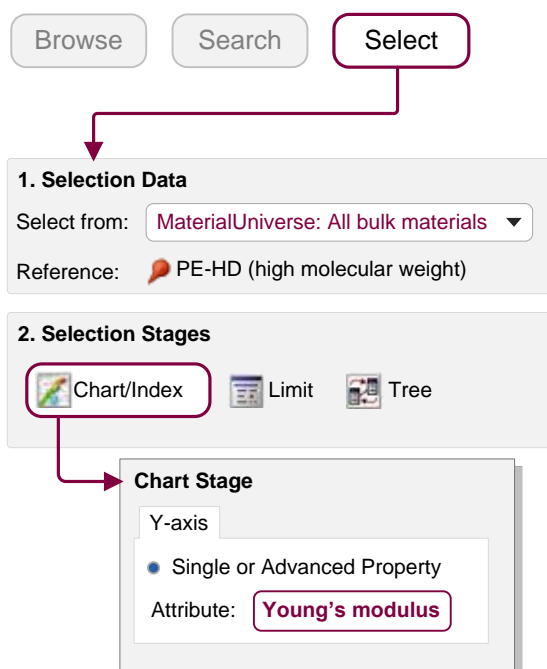 Browse Search Select
1. Selection Data
Select from: MaterialUniverse: All bulk materials
Reference: PE-HD (high molecular weight)
2. Selection Stages
Chart/Index Limit Tree
Chart Stage
Y-axis
Single or Advanced Property
Attribute: Young’s modulus